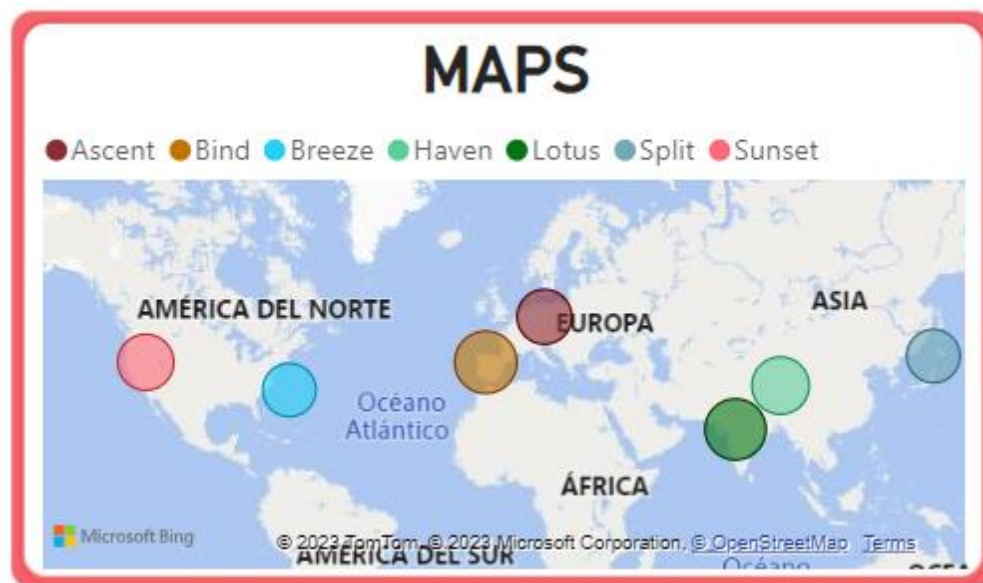 MAPS
Ascent Bind Breeze Haven Lotus Split Sunset
AMÉRICA DEL NORTE
EUROPA
ASIA
Océano
Atlántico
ÁFRICA
Microsoft Bing
© 2023 TomTom, © 2023 Microsoft Corporation, © OpenStreetMap Terms
AMÉRICA DEL SUR
Océano